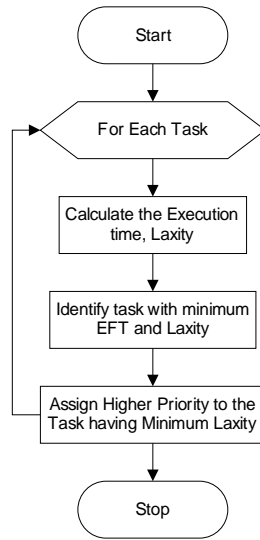 Start
For Each Task
Calculate the Execution
time, Laxity
Identify task with minimum
EFT and Laxity
Assign Higher Priority to the
Task having Minimum Laxity
Stop